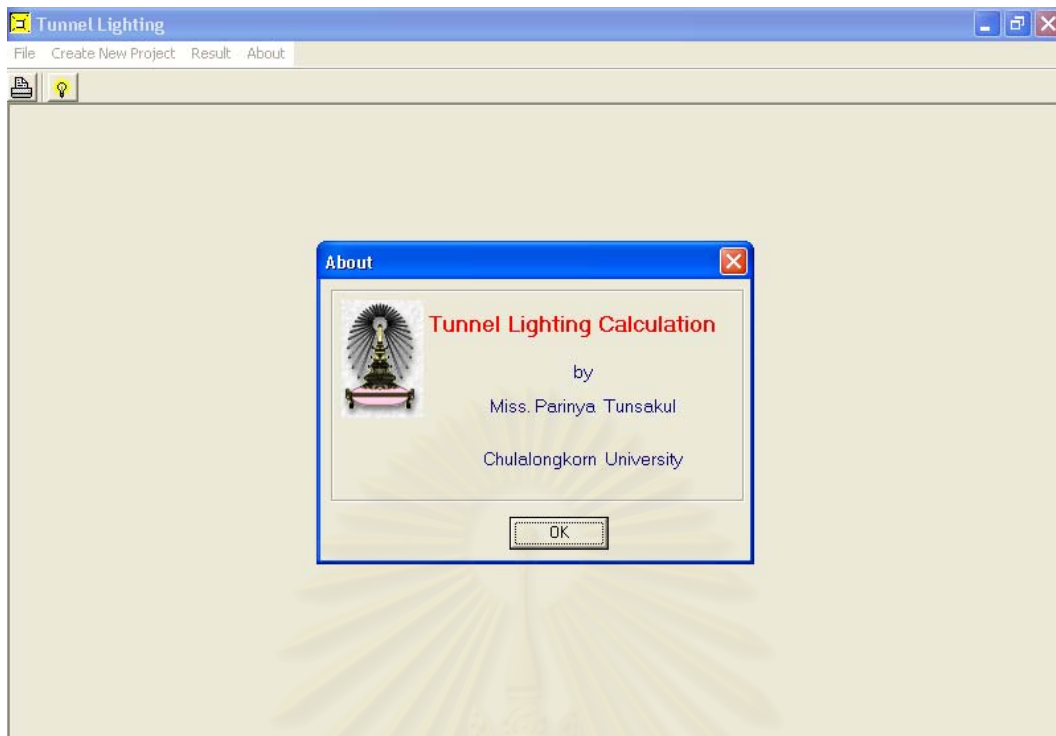 Tunnel Lighting
File Create New Project Result About
About
Tunnel Lighting Calculation
by
Miss. Parinya Tunsakul
Chulalongkorn University
OK